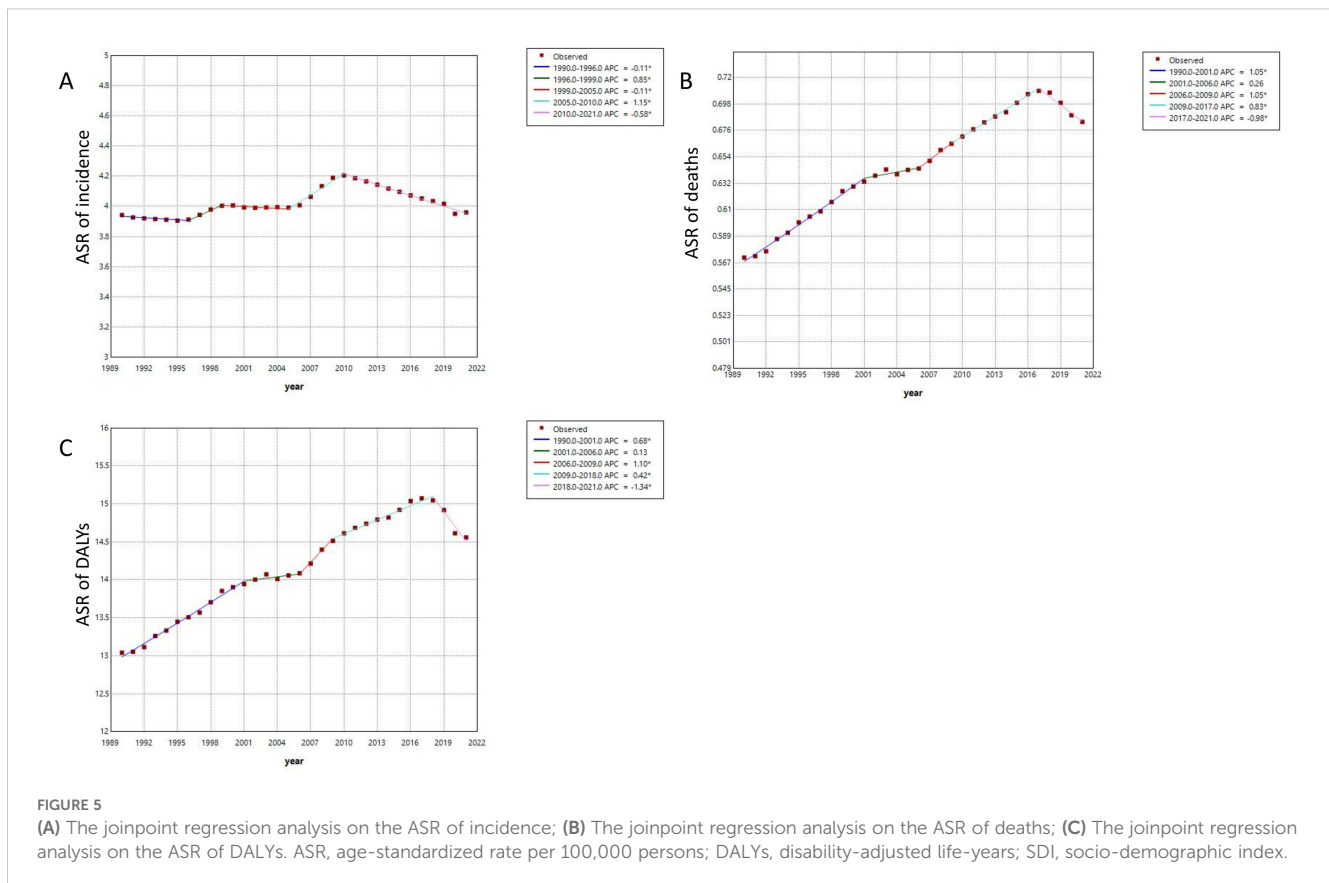 A
ASR of incidence
5
4.8
4.6
4.4
4.2
4
3.8
3.6
3.4
3.2
3
1989 1992 1995 1998 2001 2004 2007 2010 2013 2016 2019 2022
year
Observed
1990.0-1996.0 APC = -0.11*
1996.0-1999.0 APC = 0.85*
1999.0-2005.0 APC = -0.11*
2005.0-2010.0 APC = 1.15*
2010.0-2021.0 APC = -0.58*
B
ASR of deaths
0.72
0.698
0.676
0.654
0.632
0.61
0.589
0.567
0.545
0.523
0.501
0.479
1989 1992 1995 1998 2001 2004 2007 2010 2013 2016 2019 2022
year
Observed
1990.0-2001.0 APC = 1.05*
2001.0-2006.0 APC = 0.26
2006.0-2009.0 APC = 1.05*
2009.0-2017.0 APC = 0.83*
2017.0-2021.0 APC = -0.98*
C
ASR of DALYs
16
15.5
15
14.5
14
13.5
13
12.5
12
1989 1992 1995 1998 2001 2004 2007 2010 2013 2016 2019 2022
year
Observed
1990.0-2001.0 APC = 0.68*
2001.0-2006.0 APC = 0.13
2006.0-2009.0 APC = 1.10*
2009.0-2018.0 APC = 0.42*
2018.0-2021.0 APC = -1.34*
FIGURE 5
(A) The joinpoint regression analysis on the ASR of incidence; (B) The joinpoint regression analysis on the ASR of deaths; (C) The joinpoint regression
analysis on the ASR of DALYs. ASR, age-standardized rate per 100,000 persons; DALYs, disability-adjusted life-years; SDI, socio-demographic index.